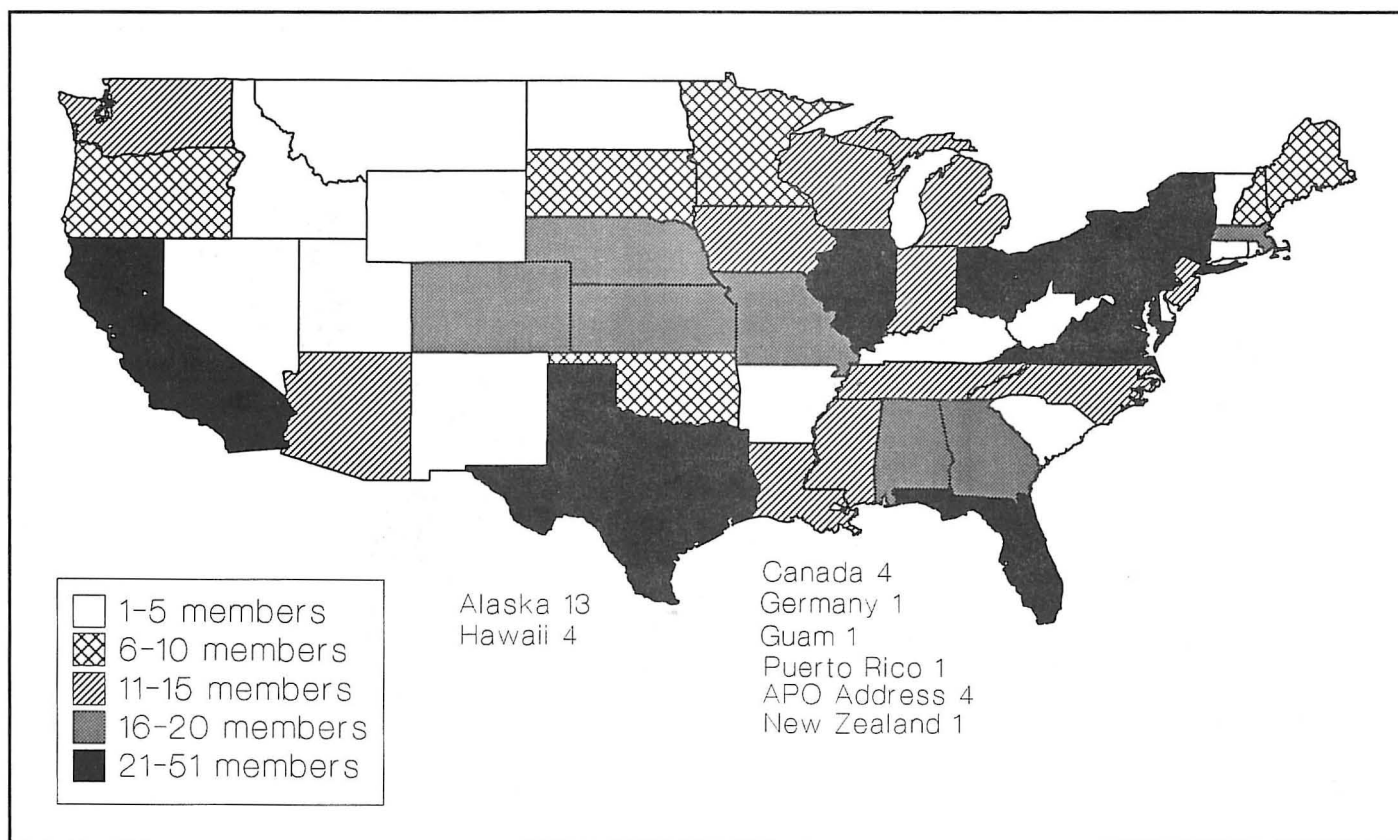 1-5 members
6-10 members
11-15 members
16-20 members
21-51 members
Alaska 13
Hawaii 4
Canada 4
Germany 1
Guam 1
Puerto Rico 1
APO Address 4
New Zealand 1